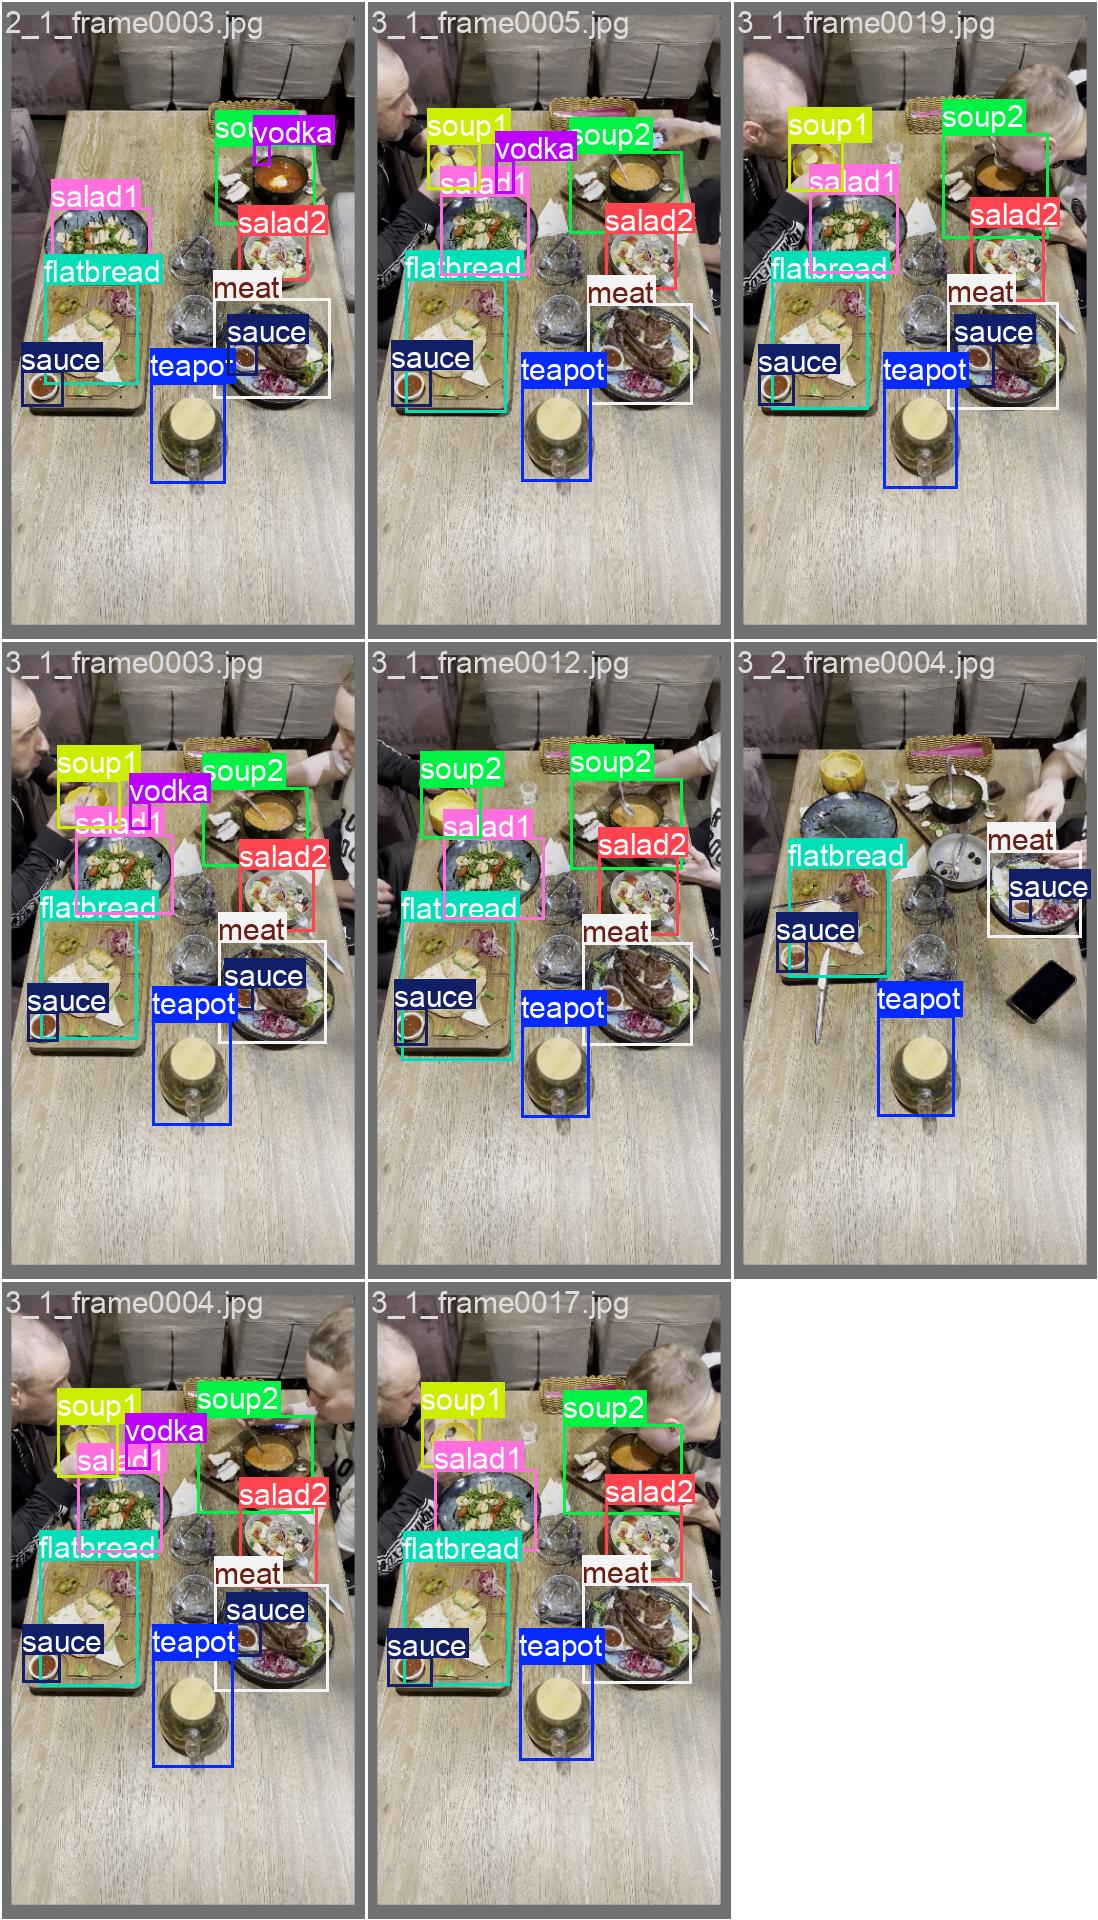 2_1_frame0003.jpg
sou
vodka
salad1
salad2
flatbread
meat
sauce
sauce
teapot
3_1_frame0005.jpg
soup1
vodka
soup2
salad1
salad2
flatbread
meat
sauce
teapot
3_1_frame0019.jpg
soup1
soup2
salad1
salad2
flatbread
meat
sauce
sauce
teapot
3_1_frame0003.jpg
soup1
vodka
soup2
salad1
salad2
flatbread
meat
sauce
sauce
teapot
3_1_frame0012.jpg
soup2
soup2
salad1
salad2
flatbread
meat
sauce
teapot
3_2_frame0004.jpg
meat
flatbread
sauce
sauce
teapot
3_1_frame0004.jpg
soup1
soup2
vodka
salad1
salad2
flatbread
meat
sauce
sauce
teapot
3_1_frame0017.jpg
soup1
soup2
salad1
salad2
flatbread
meat
sauce
teapot